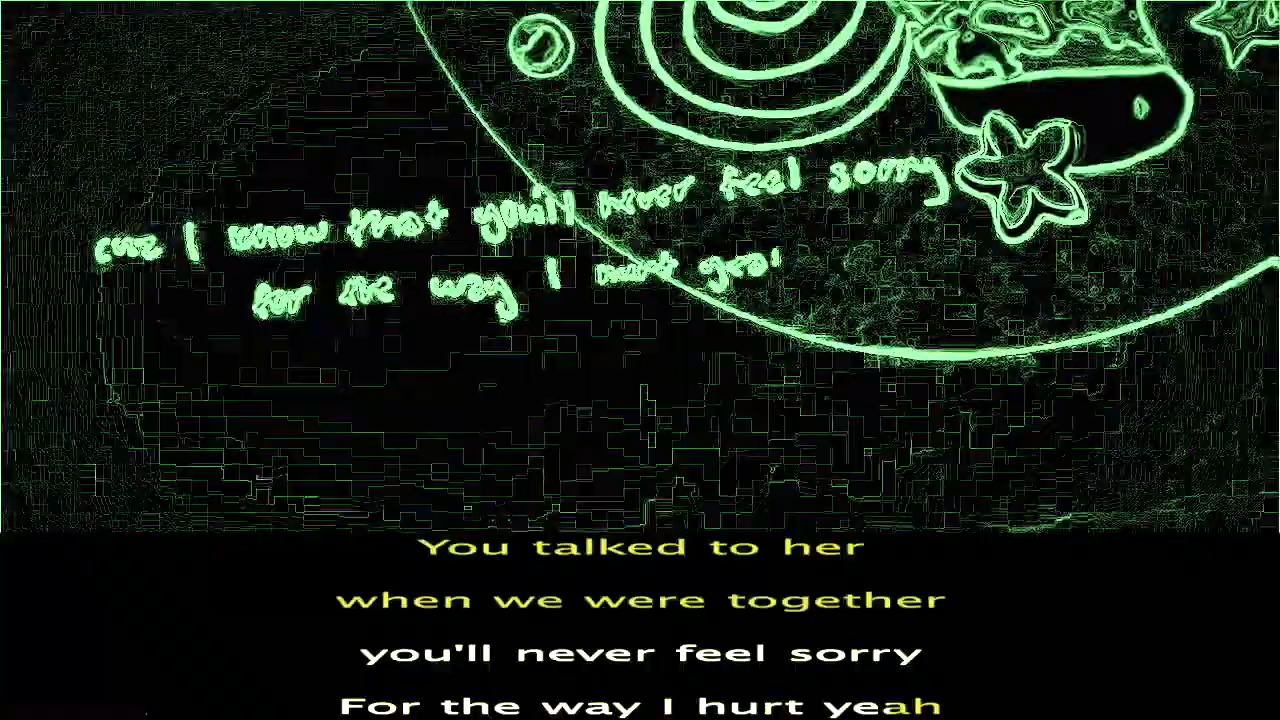 cuz I know that you'll never feel sorry
for the way I hurt yeah
You talked to her
when we were together
you'll never feel sorry
For the way I hurt yeah